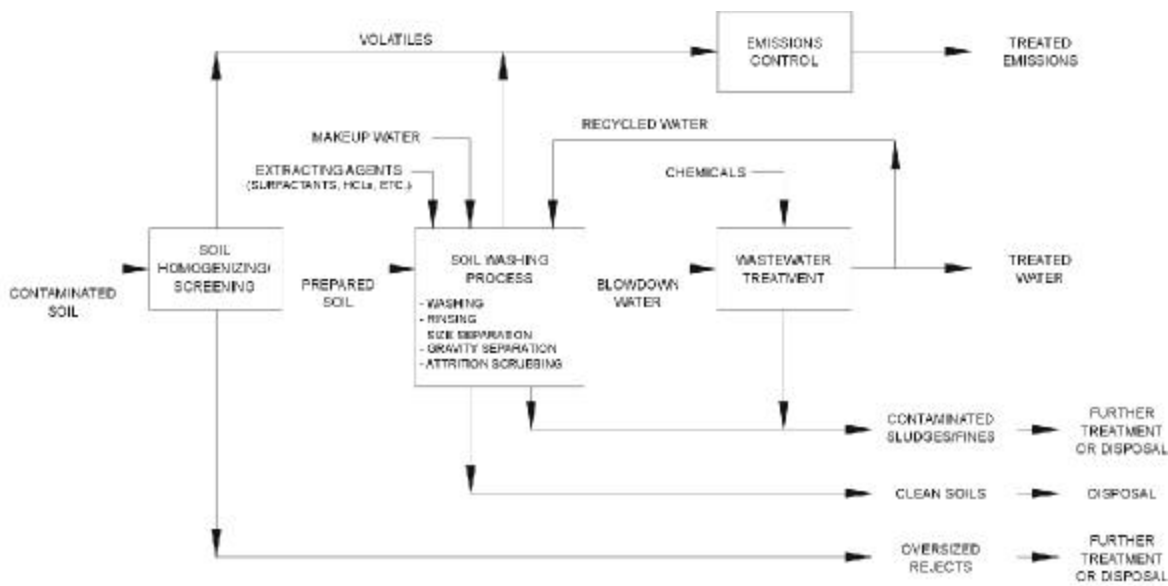 VOLATILES
EMISSIONS
CONTROL
TREATED
EMISSIONS
MAKEUP WATER
RECYCLED WATER
EXTRACTING AGENTS
(SURFACTANTS, HCLs, ETC.)
CHEMICALS
CONTAMINATED
SOIL
SOIL
HOMOGENIZING/
SCREENING
PREPARED
SOIL
SOIL WASHING
PROCESS
- WASHING
- RINSING
SIZE SEPARATION
- GRAVITY SEPARATION
- ATTRITION SCRUBBING
BLOWDOWN
WATER
WASTEWATER
TREATMENT
TREATED
WATER
CONTAMINATED
SLUDGES/FINES
FURTHER
TREATMENT
OR DISPOSAL
CLEAN SOILS
DISPOSAL
OVERSIZED
REJECTS
FURTHER
TREATMENT
OR DISPOSAL